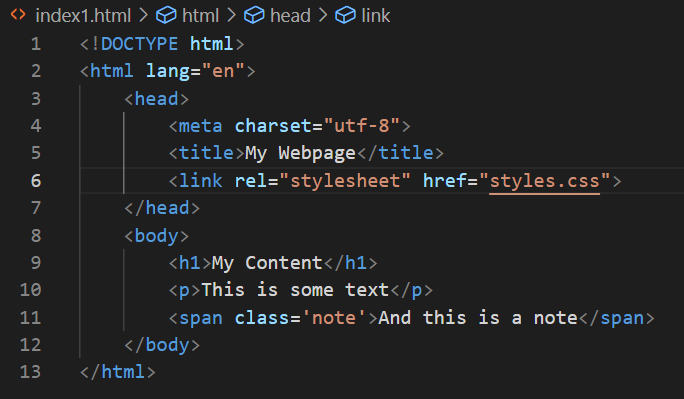 index1.html > html > head > link
1 <!DOCTYPE html>
2 <html lang="en">
3     <head>
4         <meta charset="utf-8">
5         <title>My Webpage</title>
6         <link rel="stylesheet" href="styles.css">
7     </head>
8     <body>
9         <h1>My Content</h1>
10         <p>This is some text</p>
11         <span class='note'>And this is a note</span>
12     </body>
13 </html>